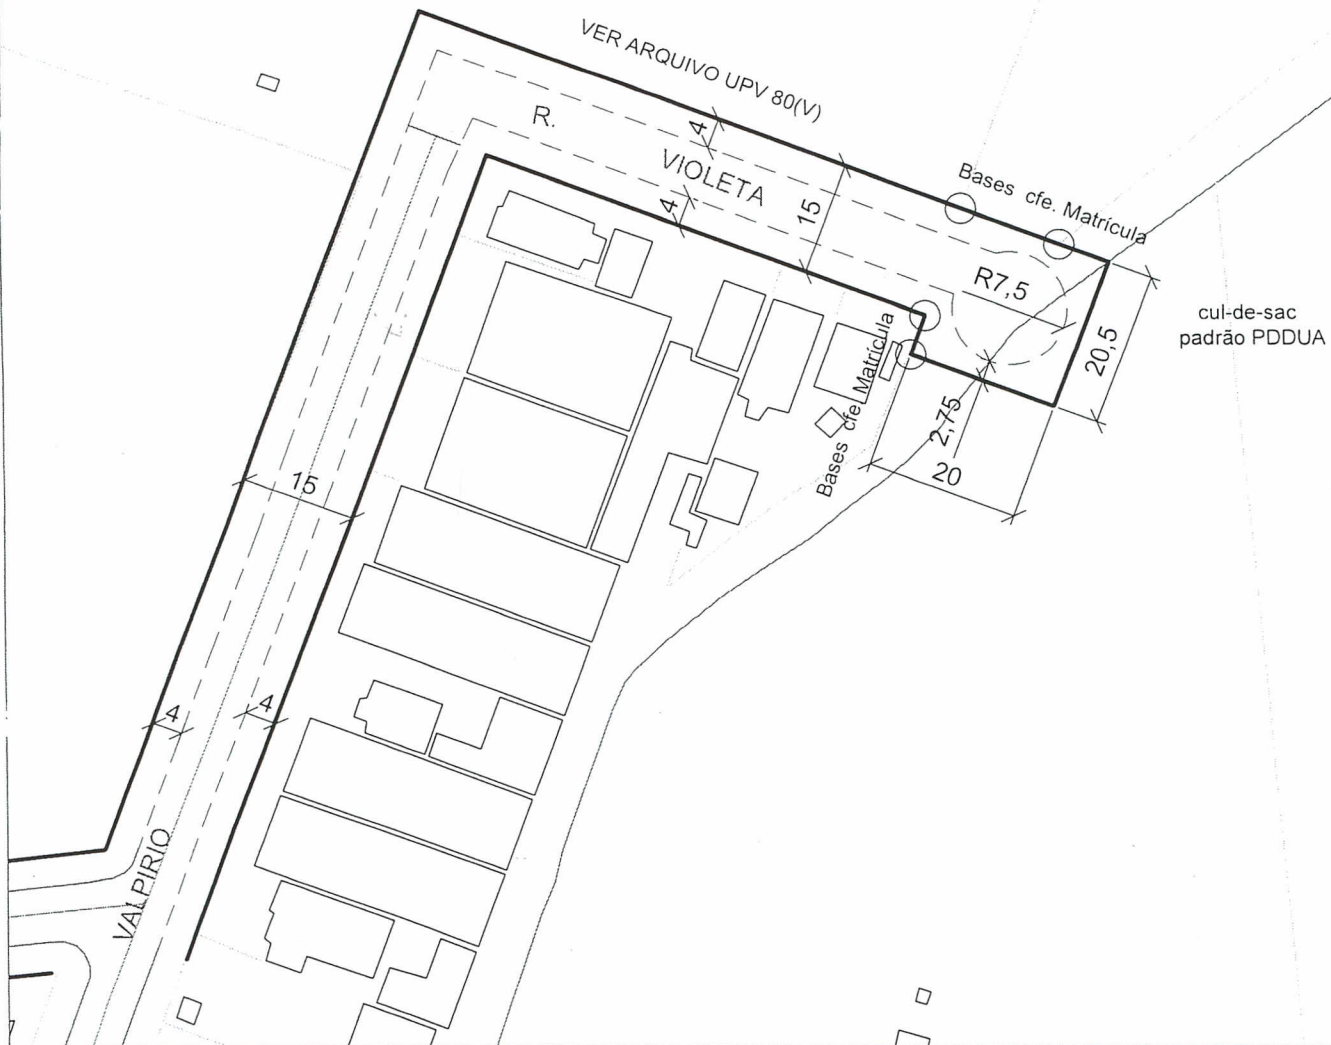 VER ARQUIVO UPV 80(V)
R.
VIOLETA
4
4
15
Bases cfe. Matrícula
R7,5
cul-de-sac
padrão PDDUA
20,5
Bases cfe. Matrícula
2,75
20
15
4
4
VALPIRIO